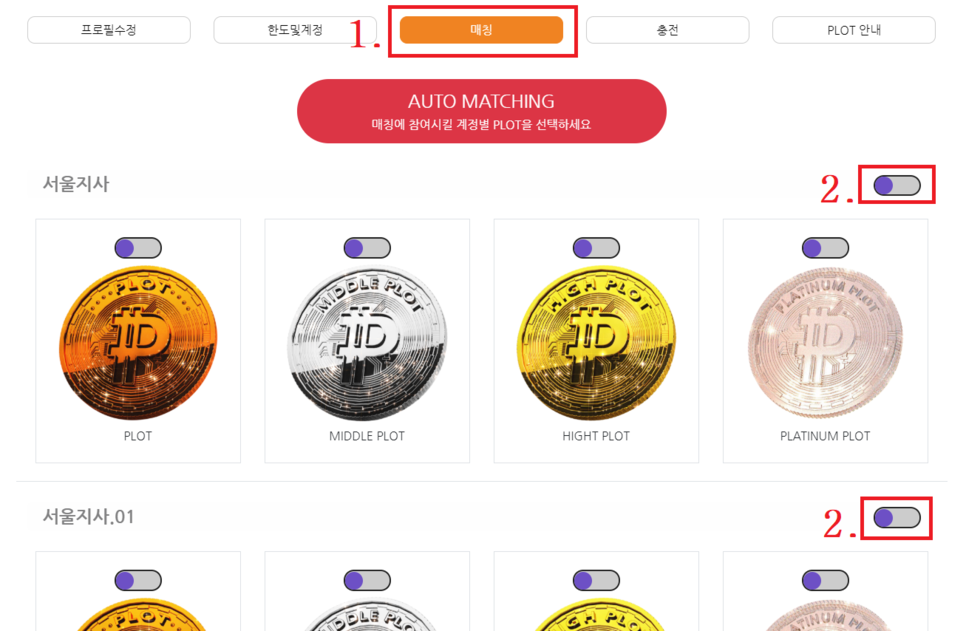 프로필수정
한도및계정
1.
매칭
충전
PLOT 안내
AUTO MATCHING
매칭에 참여시킬 계정별 PLOT을 선택하세요
서울지사
2.
PLOT
MIDDLE PLOT
HIGH PLOT
PLATINUM PLOT
PLOT
MIDDLE PLOT
HIGHT PLOT
PLATINUM PLOT
서울지사.01
2.
PLOT
MIDDLE PLOT
HIGH PLOT
PLATINUM PLOT